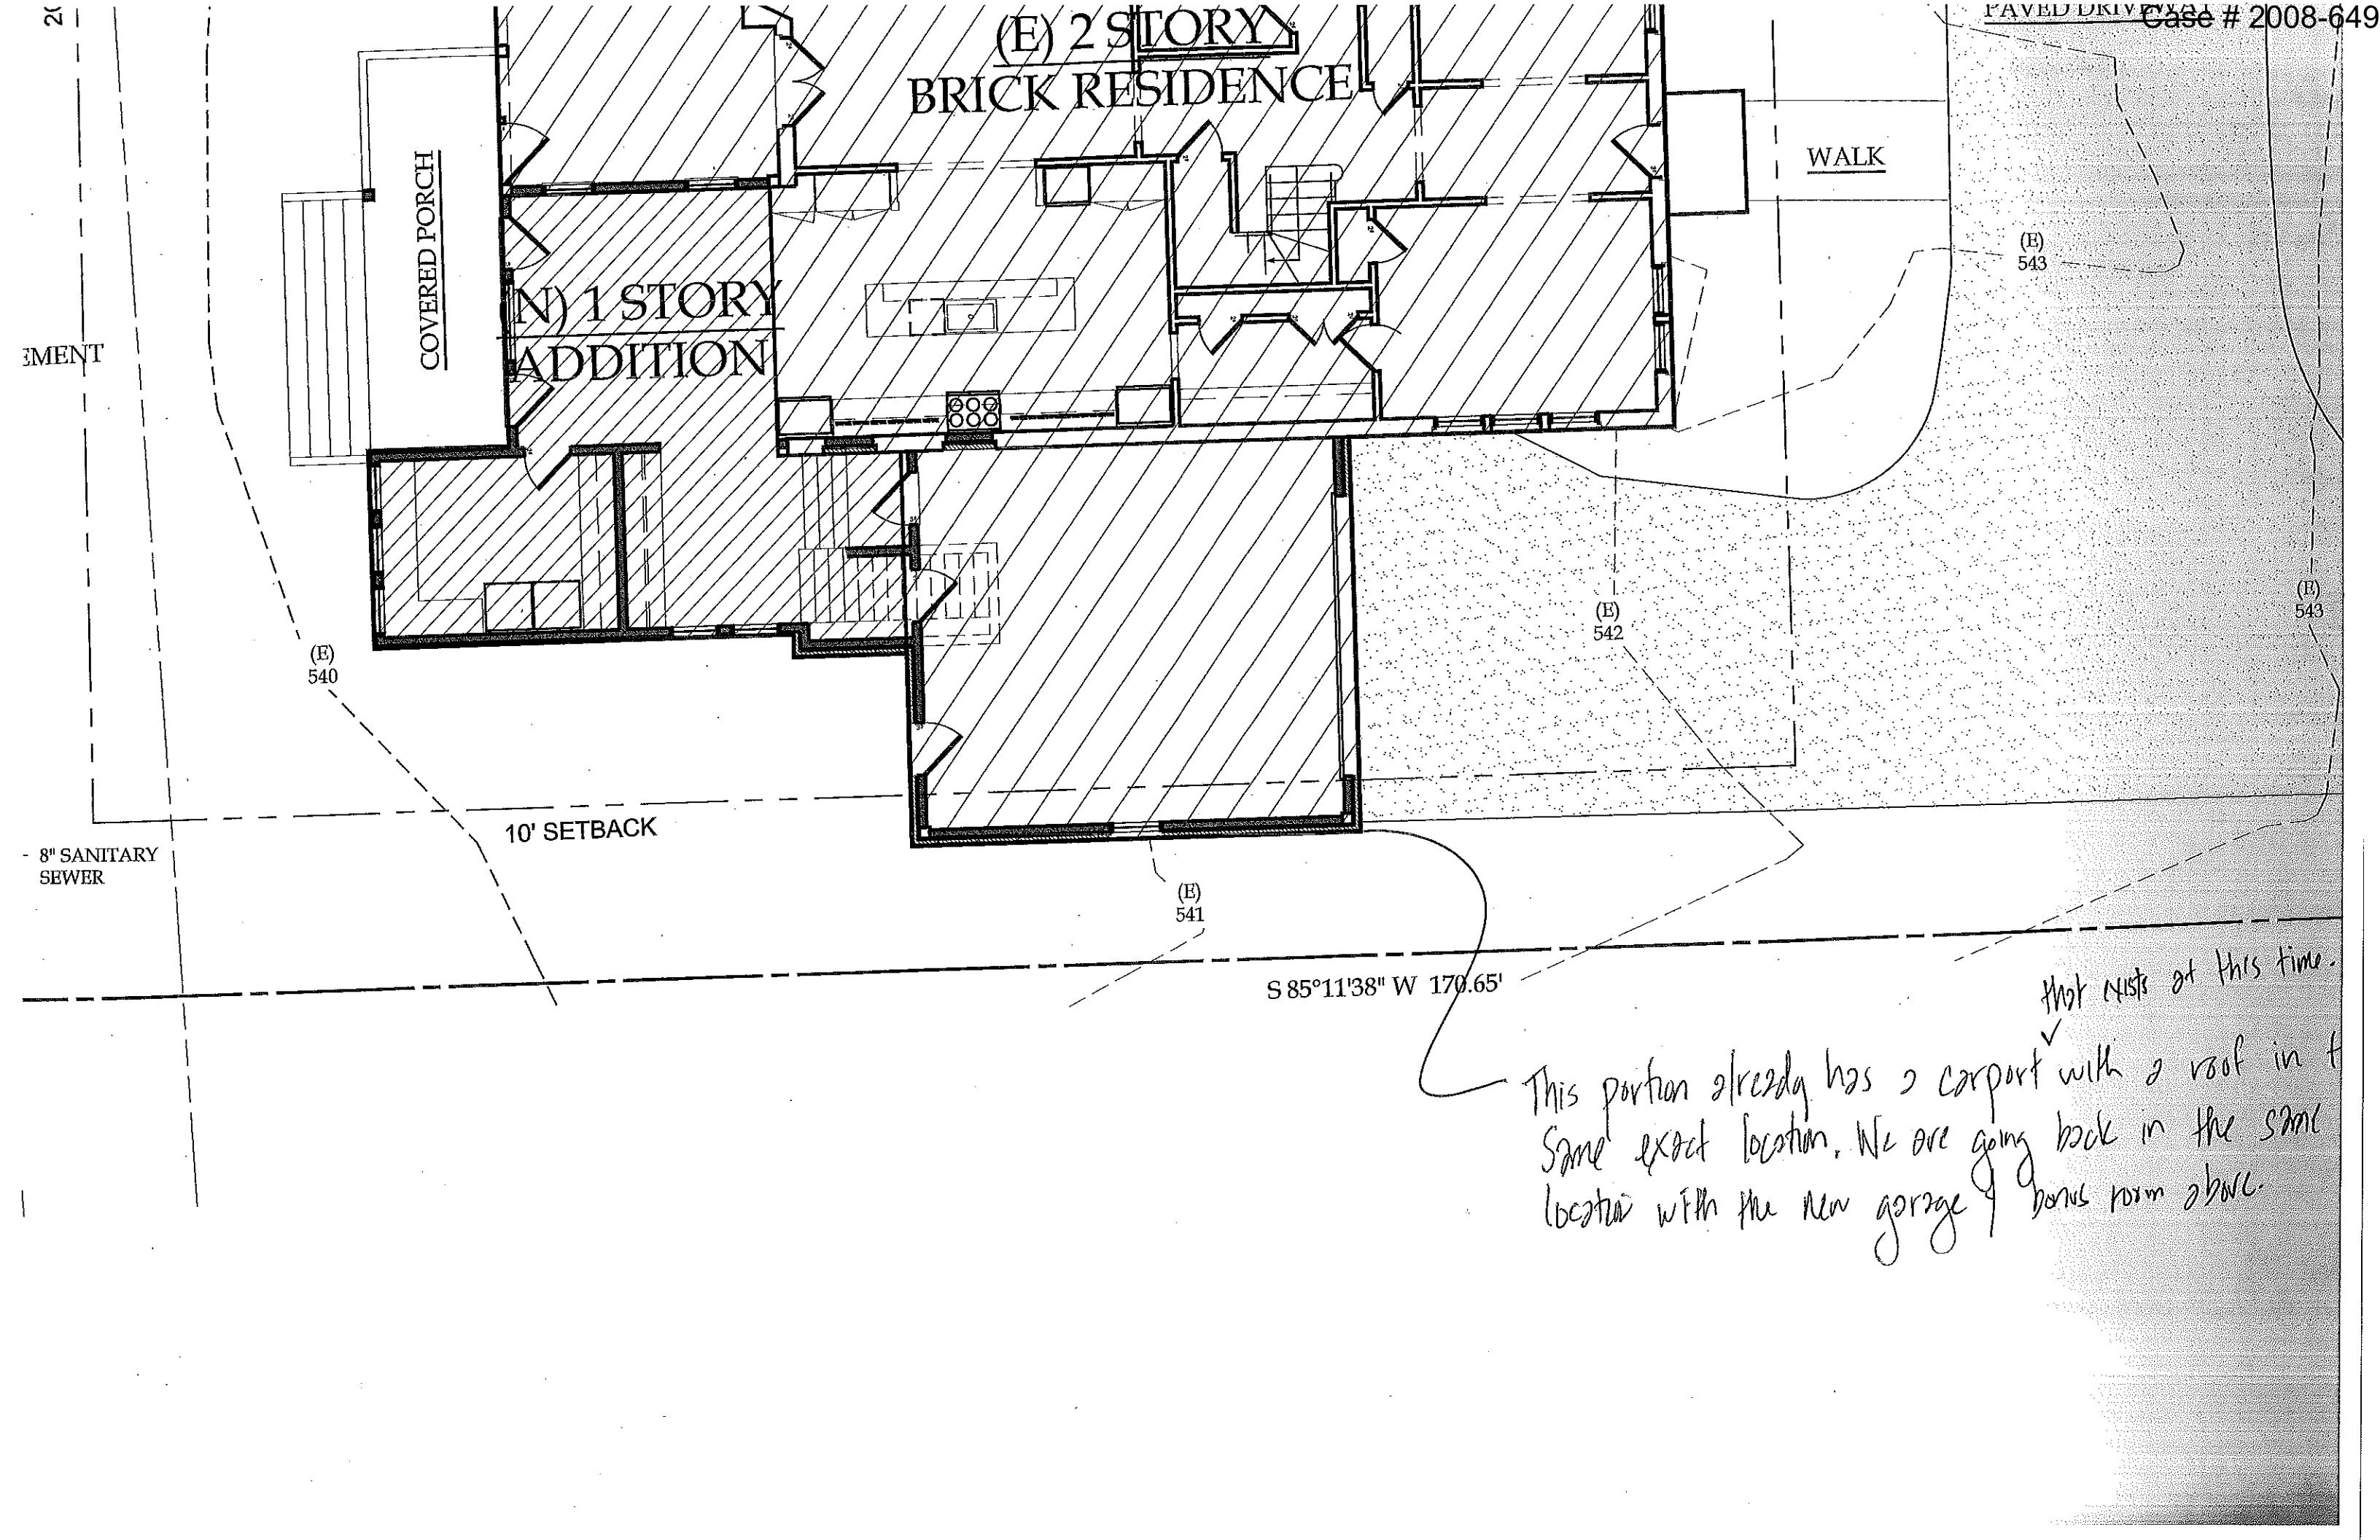 PAVED DRIVEWAY
Case # 2008-649
(E) 2 STORY
BRICK RESIDENCE
WALK
COVERED PORCH
(E)
543
N) 1 STORY
ADDITION
EMENT
(E)
543
(E)
542
(E)
540
10' SETBACK
- 8" SANITARY
SEWER
(E)
541
S 85°11'38" W 170.65'
that exists at this time.
This portion already has a carport with a roof in t
same exact location. We are going back in the same
location with the new garage & bonus room above.